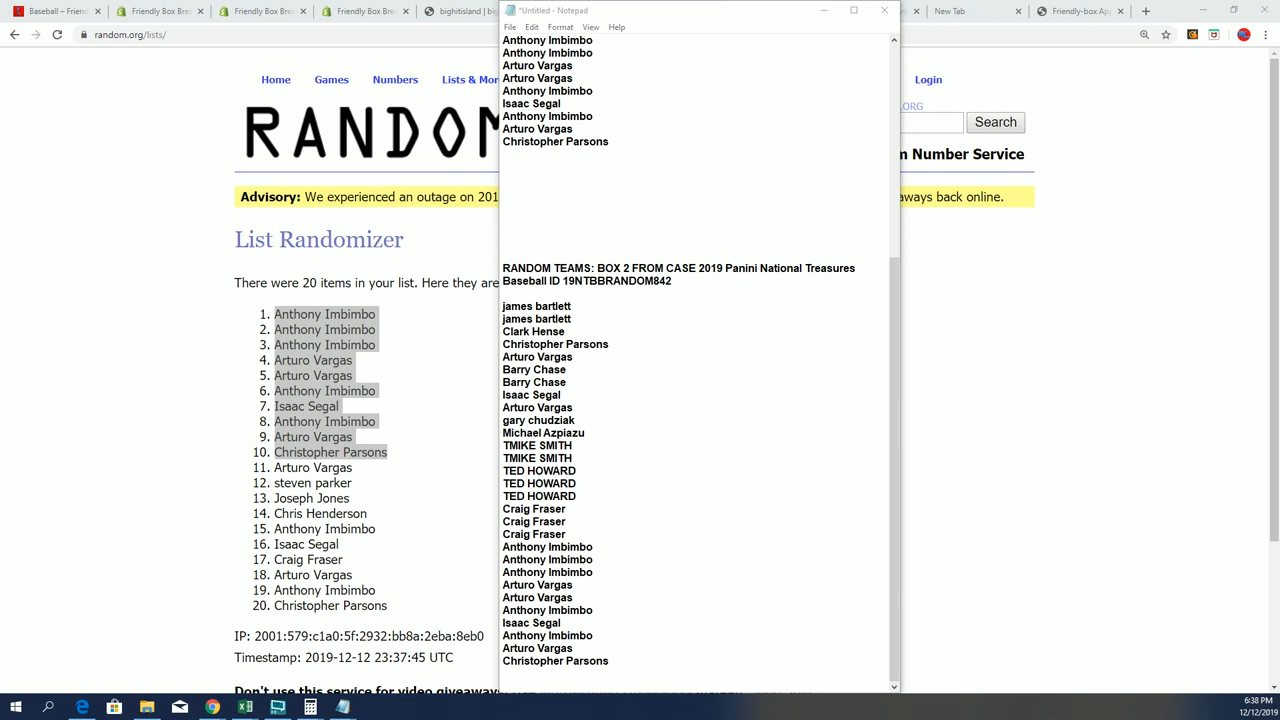 Baseball – Friend
Friendly Box Bre
Friendly Box Bre
Friendly Box Bre
bighitisland | b
New Tab
Friendly-box Ap
*Untitled - Notepad
File Edit Format View Help
random.org/lists/
Home Games Numbers Lists & Mor
Login
RANDOM
.ORG
Search
m Number Service
Advisory: We experienced an outage on 201
aways back online.
List Randomizer
There were 20 items in your list. Here they are
1. Anthony Imbimbo
2. Anthony Imbimbo
3. Anthony Imbimbo
4. Arturo Vargas
5. Arturo Vargas
6. Anthony Imbimbo
7. Isaac Segal
8. Anthony Imbimbo
9. Arturo Vargas
10. Christopher Parsons
11. Arturo Vargas
12. steven parker
13. Joseph Jones
14. Chris Henderson
15. Anthony Imbimbo
16. Isaac Segal
17. Craig Fraser
18. Arturo Vargas
19. Anthony Imbimbo
20. Christopher Parsons
IP: 2001:579:c1a0:5f:2932:bb8a:2eba:8eb0
Timestamp: 2019-12-12 23:37:45 UTC
Don't use this service for video giveaways
Anthony Imbimbo
Anthony Imbimbo
Arturo Vargas
Arturo Vargas
Anthony Imbimbo
Isaac Segal
Anthony Imbimbo
Arturo Vargas
Christopher Parsons
RANDOM TEAMS: BOX 2 FROM CASE 2019 Panini National Treasures
Baseball ID 19NTBBRANDOM842
james bartlett
james bartlett
Clark Hense
Christopher Parsons
Arturo Vargas
Barry Chase
Barry Chase
Isaac Segal
Arturo Vargas
gary chudziak
Michael Azpiazu
TMIKE SMITH
TMIKE SMITH
TED HOWARD
TED HOWARD
TED HOWARD
Craig Fraser
Craig Fraser
Craig Fraser
Anthony Imbimbo
Anthony Imbimbo
Anthony Imbimbo
Arturo Vargas
Arturo Vargas
Anthony Imbimbo
Isaac Segal
Anthony Imbimbo
Arturo Vargas
Christopher Parsons
6:38 PM
12/12/2019